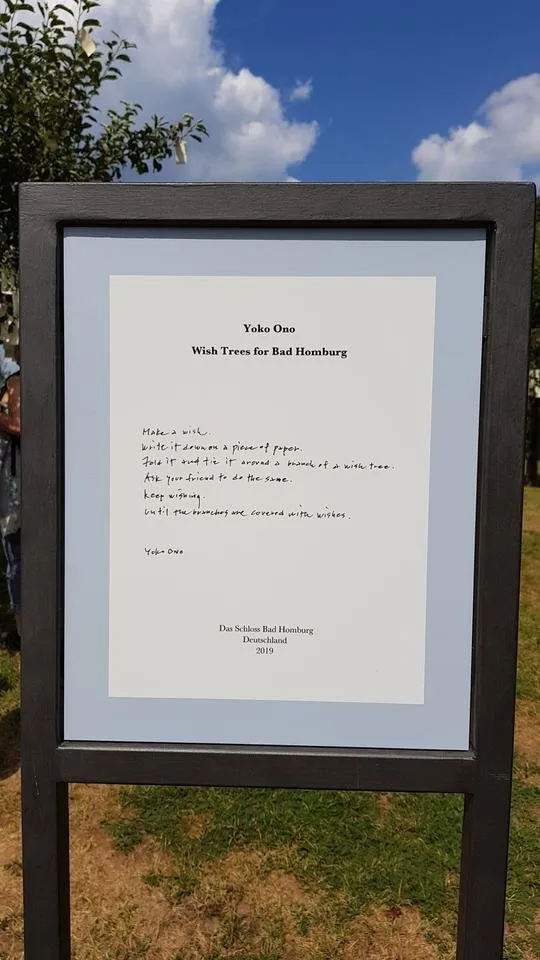 Yoko Ono
Wish Trees for Bad Homburg
Make a wish.
Write it down on a piece of paper.
Fold it and tie it around a branch of a wish tree.
Ask your friend to do the same.
Keep wishing.
Until the branches are covered with wishes.
Yoko Ono
Das Schloss Bad Homburg
Deutschland
2019